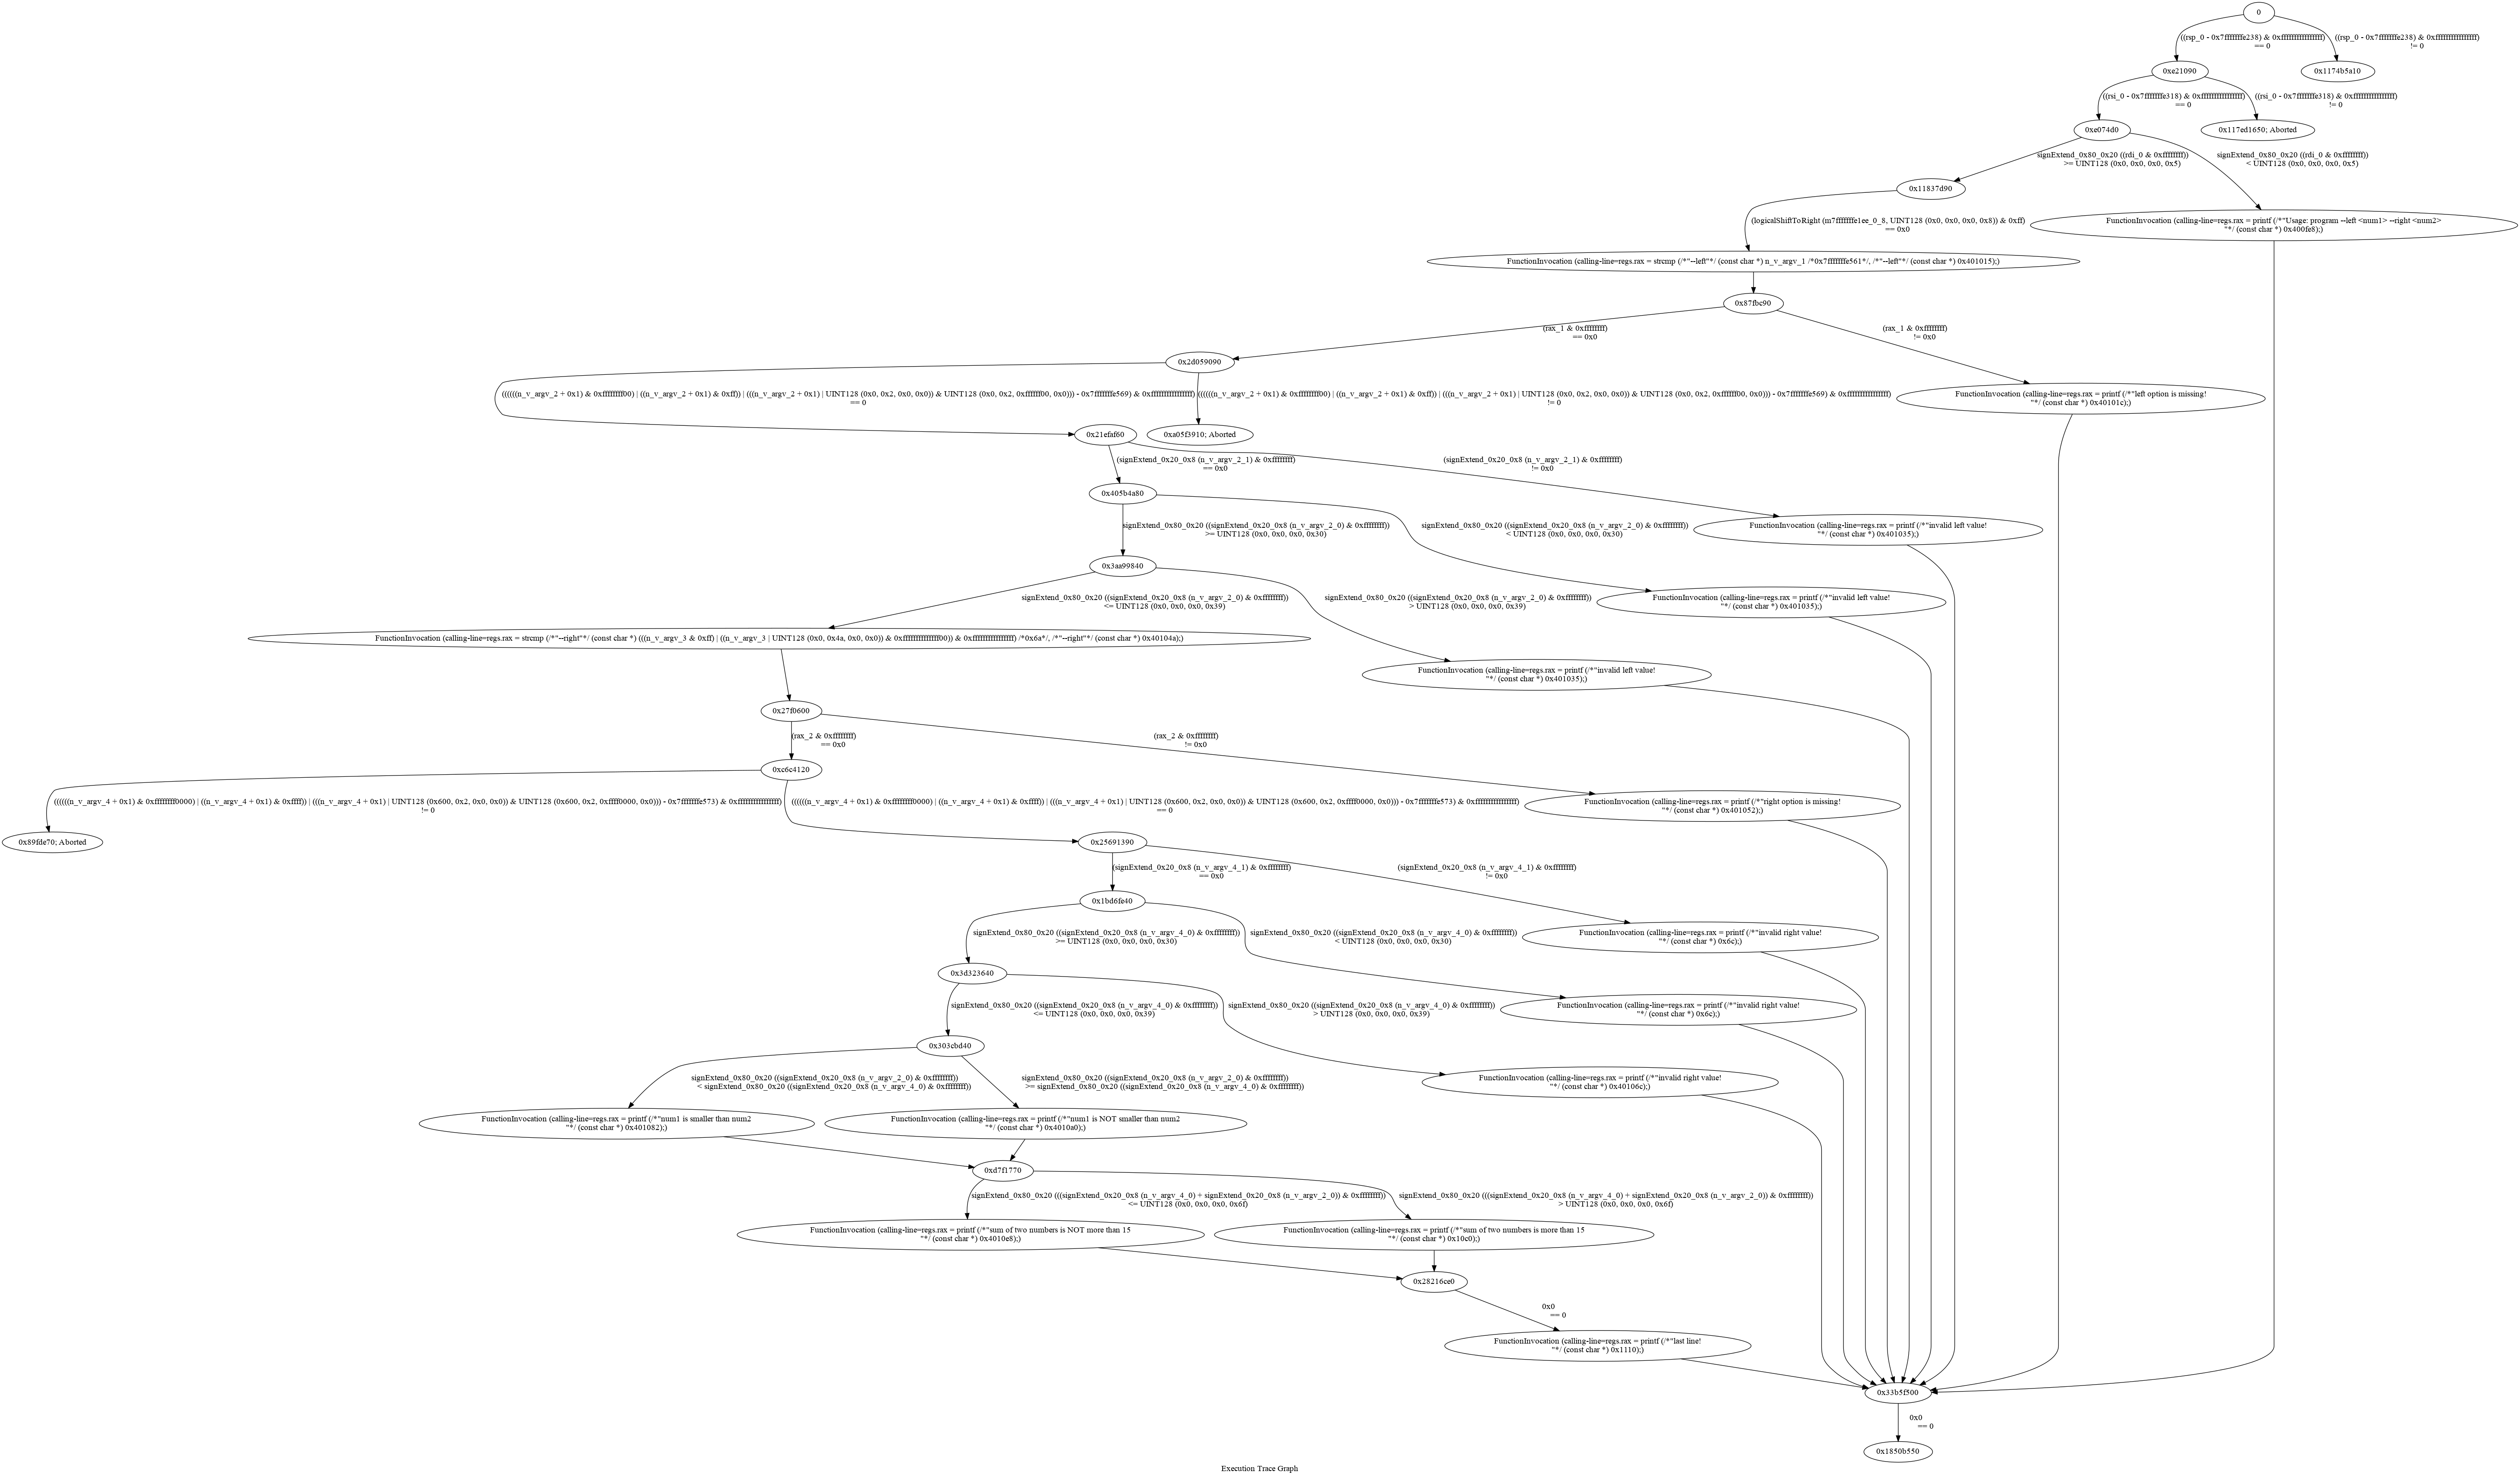 0
((rsp_0 - 0x7fffffffe238) & 0xffffffffffffffff)
== 0
((rsp_0 - 0x7fffffffe238) & 0xffffffffffffffff)
!= 0
0xe21090
0x1174b5a10
((rsi_0 - 0x7fffffffe318) & 0xffffffffffffffff)
== 0
((rsi_0 - 0x7fffffffe318) & 0xffffffffffffffff)
!= 0
0xe074d0
0x117ed1650; Aborted
signExtend_0x80_0x20 ((rdi_0 & 0xffffffff))
>= UINT128 (0x0, 0x0, 0x0, 0x5)
signExtend_0x80_0x20 ((rdi_0 & 0xffffffff))
< UINT128 (0x0, 0x0, 0x0, 0x5)
0x11837d90
(logicalShiftToRight (m7fffffffe1ee_0_8, UINT128 (0x0, 0x0, 0x0, 0x8)) & 0xff)
== 0x0
FunctionInvocation (calling-line=regs.rax = printf (/*"Usage: program --left <num1> --right <num2>
"*/ (const char *) 0x400fe8);)
FunctionInvocation (calling-line=regs.rax = strcmp (/*"--left"*/ (const char *) n_v_argv_1 /*0x7fffffffe561*/, /*"--left"*/ (const char *) 0x401015);)
0x87fbc90
(rax_1 & 0xffffffff)
== 0x0
(rax_1 & 0xffffffff)
!= 0x0
0x2d059090
((((((n_v_argv_2 + 0x1) & 0xffffffff00) | ((n_v_argv_2 + 0x1) & 0xff)) | (((n_v_argv_2 + 0x1) | UINT128 (0x0, 0x2, 0x0, 0x0)) & UINT128 (0x0, 0x2, 0xffffff00, 0x0))) - 0x7fffffffe569) & 0xffffffffffffffff)
== 0
((((((n_v_argv_2 + 0x1) & 0xffffffff00) | ((n_v_argv_2 + 0x1) & 0xff)) | (((n_v_argv_2 + 0x1) | UINT128 (0x0, 0x2, 0x0, 0x0)) & UINT128 (0x0, 0x2, 0xffffff00, 0x0))) - 0x7fffffffe569) & 0xffffffffffffffff)
!= 0
FunctionInvocation (calling-line=regs.rax = printf (/*"left option is missing!
"*/ (const char *) 0x40101c);)
0x21efaf60
0xa05f3910; Aborted
(signExtend_0x20_0x8 (n_v_argv_2_1) & 0xffffffff)
== 0x0
(signExtend_0x20_0x8 (n_v_argv_2_1) & 0xffffffff)
!= 0x0
0x405b4a80
signExtend_0x80_0x20 ((signExtend_0x20_0x8 (n_v_argv_2_0) & 0xffffffff))
>= UINT128 (0x0, 0x0, 0x0, 0x30)
signExtend_0x80_0x20 ((signExtend_0x20_0x8 (n_v_argv_2_0) & 0xffffffff))
< UINT128 (0x0, 0x0, 0x0, 0x30)
FunctionInvocation (calling-line=regs.rax = printf (/*"invalid left value!
"*/ (const char *) 0x401035);)
0x3aa99840
signExtend_0x80_0x20 ((signExtend_0x20_0x8 (n_v_argv_2_0) & 0xffffffff))
<= UINT128 (0x0, 0x0, 0x0, 0x39)
signExtend_0x80_0x20 ((signExtend_0x20_0x8 (n_v_argv_2_0) & 0xffffffff))
> UINT128 (0x0, 0x0, 0x0, 0x39)
FunctionInvocation (calling-line=regs.rax = printf (/*"invalid left value!
"*/ (const char *) 0x401035);)
FunctionInvocation (calling-line=regs.rax = strcmp (/*"--right"*/ (const char *) (((n_v_argv_3 & 0xff) | ((n_v_argv_3 | UINT128 (0x0, 0x4a, 0x0, 0x0)) & 0xffffffffffffff00)) & 0xffffffffffffffff) /*0x6a*/, /*"--right"*/ (const char *) 0x40104a);)
FunctionInvocation (calling-line=regs.rax = printf (/*"invalid left value!
"*/ (const char *) 0x401035);)
0x27f0600
(rax_2 & 0xffffffff)
== 0x0
(rax_2 & 0xffffffff)
!= 0x0
0xc6c4120
((((((n_v_argv_4 + 0x1) & 0xffffffff0000) | ((n_v_argv_4 + 0x1) & 0xffff)) | (((n_v_argv_4 + 0x1) | UINT128 (0x600, 0x2, 0x0, 0x0)) & UINT128 (0x600, 0x2, 0xffff0000, 0x0))) - 0x7fffffffe573) & 0xffffffffffffffff)
!= 0
((((((n_v_argv_4 + 0x1) & 0xffffffff0000) | ((n_v_argv_4 + 0x1) & 0xffff)) | (((n_v_argv_4 + 0x1) | UINT128 (0x600, 0x2, 0x0, 0x0)) & UINT128 (0x600, 0x2, 0xffff0000, 0x0))) - 0x7fffffffe573) & 0xffffffffffffffff)
== 0
FunctionInvocation (calling-line=regs.rax = printf (/*"right option is missing!
"*/ (const char *) 0x401052);)
0x89fde70; Aborted
0x25691390
(signExtend_0x20_0x8 (n_v_argv_4_1) & 0xffffffff)
== 0x0
(signExtend_0x20_0x8 (n_v_argv_4_1) & 0xffffffff)
!= 0x0
0x1bd6fe40
signExtend_0x80_0x20 ((signExtend_0x20_0x8 (n_v_argv_4_0) & 0xffffffff))
>= UINT128 (0x0, 0x0, 0x0, 0x30)
signExtend_0x80_0x20 ((signExtend_0x20_0x8 (n_v_argv_4_0) & 0xffffffff))
< UINT128 (0x0, 0x0, 0x0, 0x30)
FunctionInvocation (calling-line=regs.rax = printf (/*"invalid right value!
"*/ (const char *) 0x6c);)
0x3d323640
signExtend_0x80_0x20 ((signExtend_0x20_0x8 (n_v_argv_4_0) & 0xffffffff))
<= UINT128 (0x0, 0x0, 0x0, 0x39)
signExtend_0x80_0x20 ((signExtend_0x20_0x8 (n_v_argv_4_0) & 0xffffffff))
> UINT128 (0x0, 0x0, 0x0, 0x39)
FunctionInvocation (calling-line=regs.rax = printf (/*"invalid right value!
"*/ (const char *) 0x6c);)
0x303cbd40
signExtend_0x80_0x20 ((signExtend_0x20_0x8 (n_v_argv_2_0) & 0xffffffff))
< signExtend_0x80_0x20 ((signExtend_0x20_0x8 (n_v_argv_4_0) & 0xffffffff))
signExtend_0x80_0x20 ((signExtend_0x20_0x8 (n_v_argv_2_0) & 0xffffffff))
>= signExtend_0x80_0x20 ((signExtend_0x20_0x8 (n_v_argv_4_0) & 0xffffffff))
FunctionInvocation (calling-line=regs.rax = printf (/*"invalid right value!
"*/ (const char *) 0x40106c);)
FunctionInvocation (calling-line=regs.rax = printf (/*"num1 is smaller than num2
"*/ (const char *) 0x401082);)
FunctionInvocation (calling-line=regs.rax = printf (/*"num1 is NOT smaller than num2
"*/ (const char *) 0x4010a0);)
0xd7f1770
signExtend_0x80_0x20 (((signExtend_0x20_0x8 (n_v_argv_4_0) + signExtend_0x20_0x8 (n_v_argv_2_0)) & 0xffffffff))
<= UINT128 (0x0, 0x0, 0x0, 0x6f)
signExtend_0x80_0x20 (((signExtend_0x20_0x8 (n_v_argv_4_0) + signExtend_0x20_0x8 (n_v_argv_2_0)) & 0xffffffff))
> UINT128 (0x0, 0x0, 0x0, 0x6f)
FunctionInvocation (calling-line=regs.rax = printf (/*"sum of two numbers is NOT more than 15
"*/ (const char *) 0x4010e8);)
FunctionInvocation (calling-line=regs.rax = printf (/*"sum of two numbers is more than 15
"*/ (const char *) 0x10c0);)
0x28216ce0
0x0
== 0
FunctionInvocation (calling-line=regs.rax = printf (/*"last line!
"*/ (const char *) 0x1110);)
0x33b5f500
0x0
== 0
0x1850b550
Execution Trace Graph